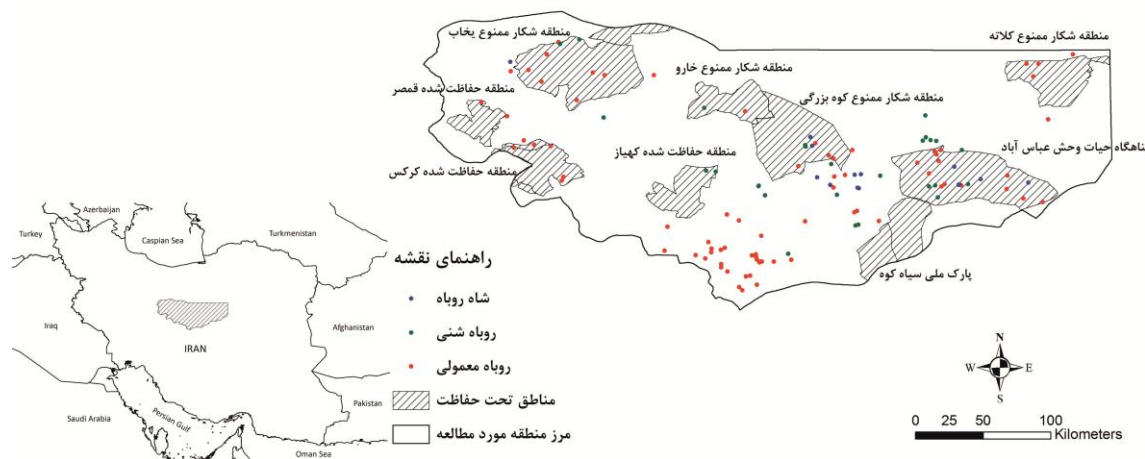 منطقه شکار ممنوع یخاب
منطقه شکار ممنوع کلاته
منطقه شکار ممنوع خارو
منطقه حفاظت شده قمصر
منطقه شکار ممنوع کوه بزرگی
منطقه حفاظت شده کهیاز
ناهگاه حیات وحش عباس آباد
منطقه حفاظت شده کرکس
پارک ملی سیاه کوه
Azerbaijan
Turkey
Caspian Sea
Turkmenistan
Iraq
IRAN
Afghanistan
Saudi Arabia
Persian Gulf
Pakistan
Oman Sea
راهنمای نقشه
شاه روباه
روباه شنی
روباه معمولی
مناطق تحت حفاظت
مرز منطقه مورد مطالعه
N
W E
S
0 25 50 100
Kilometers